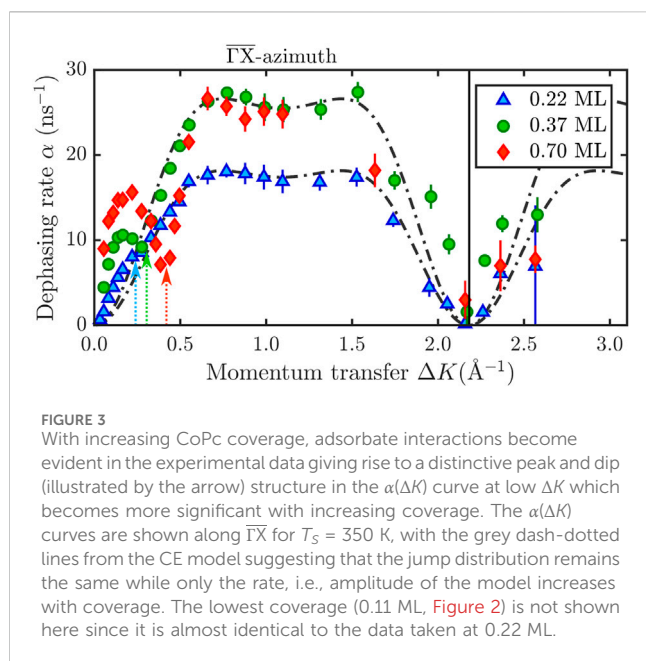 Γ̅X̅-azimuth
30
20
10
0
Dephasing rate α (ns⁻¹)
0.22 ML
0.37 ML
0.70 ML
0.0 0.5 1.0 1.5 2.0 2.5 3.0
Momentum transfer ΔK(Å⁻¹)
FIGURE 3
With increasing CoPc coverage, adsorbate interactions become
evident in the experimental data giving rise to a distinctive peak and dip
(illustrated by the arrow) structure in the α(ΔK) curve at low ΔK which
becomes more significant with increasing coverage. The α(ΔK)
curves are shown along Γ̅X̅ for Tₛ = 350 K, with the grey dash-dotted
lines from the CE model suggesting that the jump distribution remains
the same while only the rate, i.e., amplitude of the model increases
with coverage. The lowest coverage (0.11 ML, Figure 2) is not shown
here since it is almost identical to the data taken at 0.22 ML.